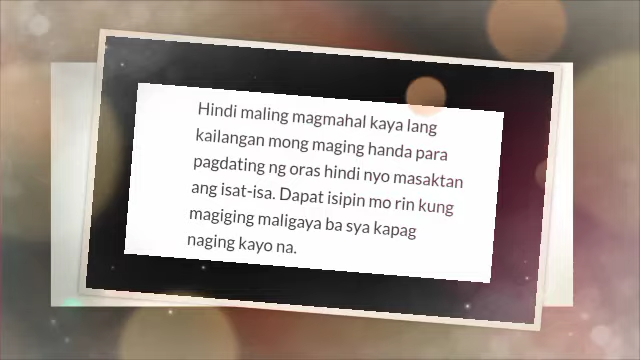 Hindi maling magmahal kaya lang
kailangan mong maging handa para
pagdating ng oras hindi nyo masaktan
ang isat-isa. Dapat isipin mo rin kung
magiging maligaya ba sya kapag
naging kayo na.